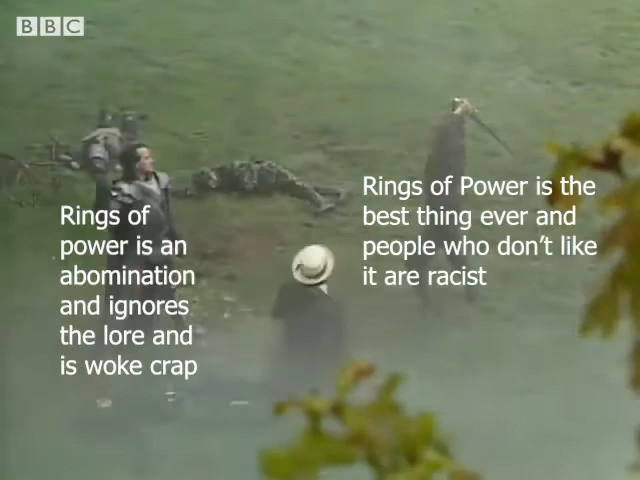 BBC
Rings of
power is an
abomination
and ignores
the lore and
is woke crap
Rings of Power is the
best thing ever and
people who don't like
it are racist